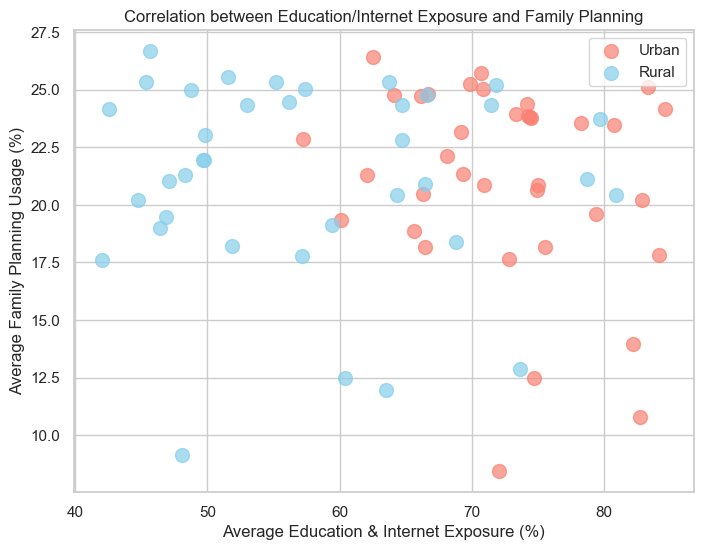 Correlation between Education/Internet Exposure and Family Planning
Urban
Rural
Average Family Planning Usage (%)
27.5
25.0
22.5
20.0
17.5
15.0
12.5
10.0
40
50
60
70
80
Average Education & Internet Exposure (%)